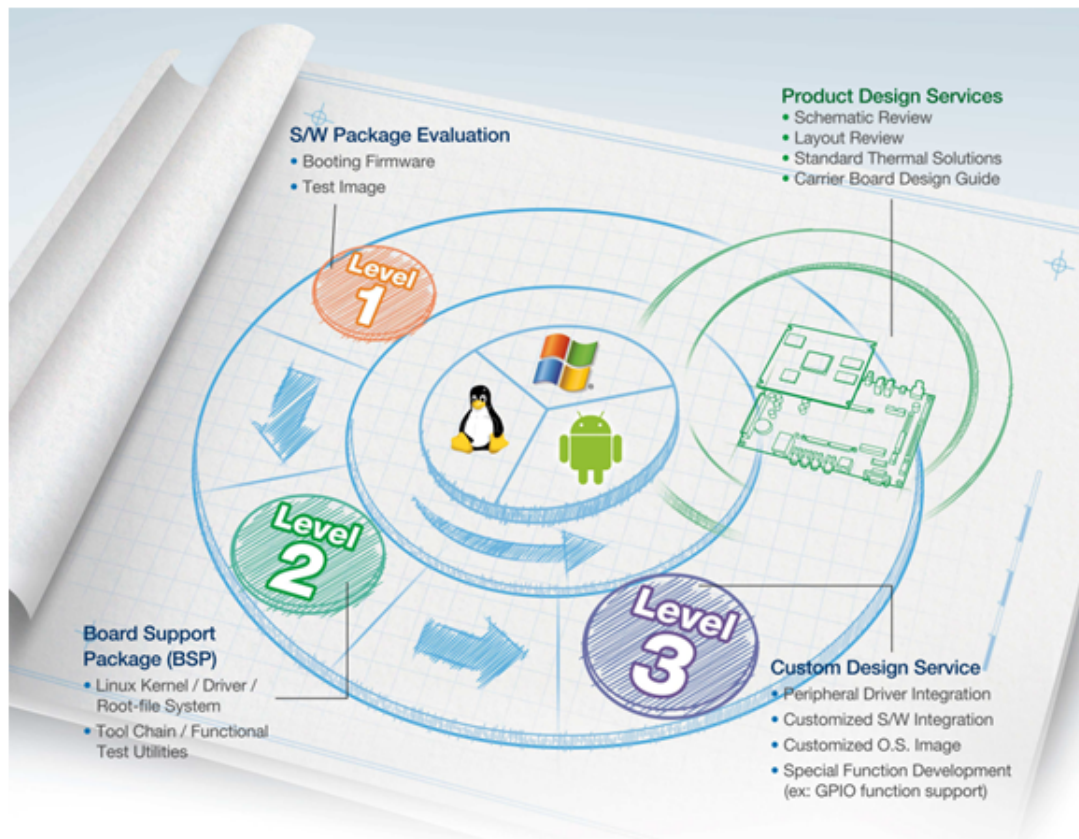 S/W Package Evaluation
• Booting Firmware
• Test Image
Product Design Services
• Schematic Review
• Layout Review
• Standard Thermal Solutions
• Carrier Board Design Guide
Level
1
Level
2
Level
3
Board Support
Package (BSP)
• Linux Kernel / Driver /
Root-file System
• Tool Chain / Functional
Test Utilities
Custom Design Service
• Peripheral Driver Integration
• Customized S/W Integration
• Customized O.S. Image
• Special Function Development
(ex: GPIO function support)